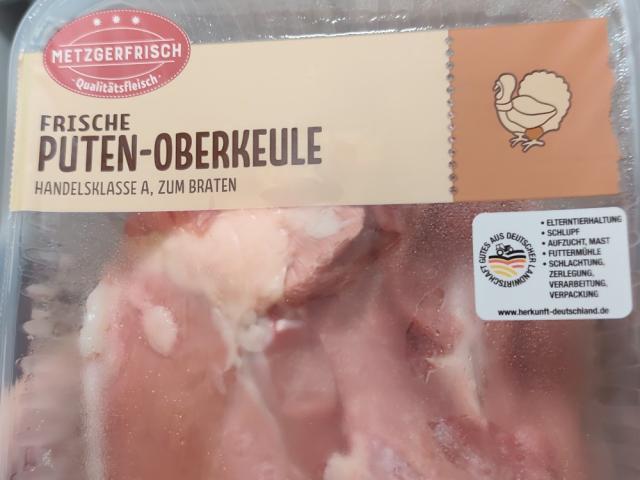 METZGERFRISCH
- Qualitätsfleisch -
FRISCHE
PUTEN-OBERKEULE
HANDELSKLASSE A, ZUM BRATEN
GUTES AUS DEUTSCHER LANDWIRTSCHAFT
• ELTERNTIERHALTUNG
• SCHLUPF
• AUFZUCHT, MAST
• FUTTERMÜHLE
• SCHLACHTUNG,
ZERLEGUNG,
VERARBEITUNG,
VERPACKUNG
www.herkunft-deutschland.de